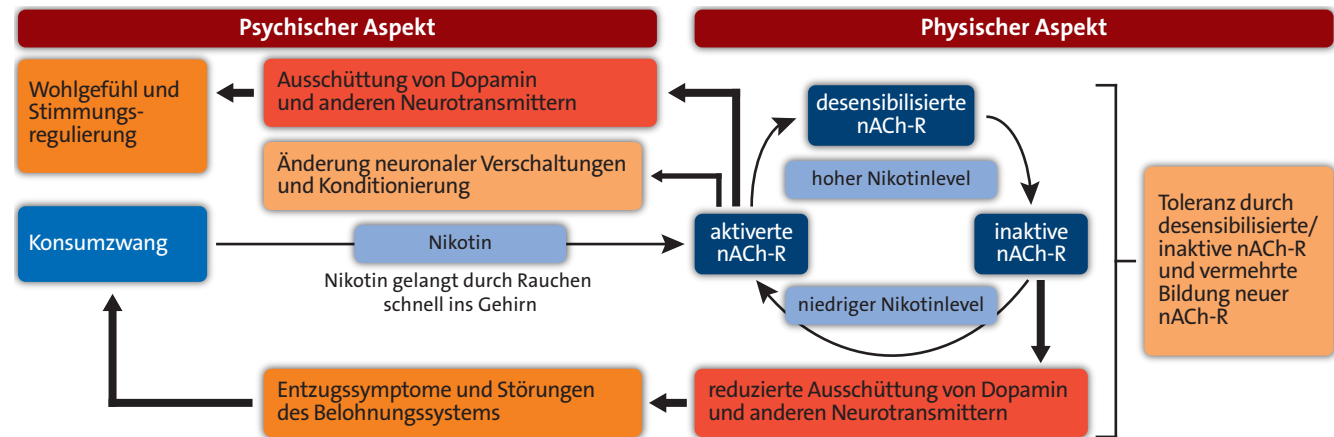 Psychischer Aspekt
Physischer Aspekt
Wohlgefühl und
Stimmungs-
regulierung
Ausschüttung von Dopamin
und anderen Neurotransmittern
Änderung neuronaler Verschaltungen
und Konditionierung
Konsumzwang
Nikotin
Nikotin gelangt durch Rauchen
schnell ins Gehirn
Entzugssymptome und Störungen
des Belohnungssystems
desensibilisierte
nACh-R
hoher Nikotinlevel
aktivierte
nACh-R
inaktive
nACh-R
niedriger Nikotinlevel
reduzierte Ausschüttung von Dopamin
und anderen Neurotransmittern
Toleranz durch
desensibilisierte/
inaktive nACh-R
und vermehrte
Bildung neuer
nACh-R